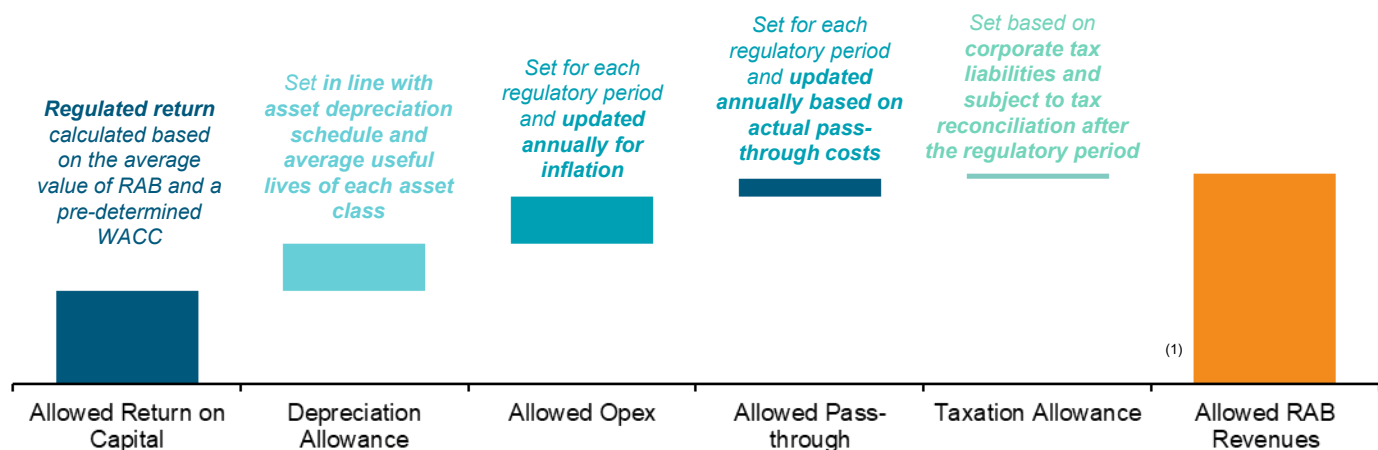 Regulated return
calculated based
on the average
value of RAB and a
pre-determined
WACC
Set in line with
asset depreciation
schedule and
average useful
lives of each asset
class
Set for each
regulatory period
and updated
annually for
inflation
Set for each
regulatory period
and updated
annually based on
actual pass-
through costs
Set based on
corporate tax
liabilities and
subject to tax
reconciliation after
the regulatory period
(1)
Allowed Return on
Capital
Depreciation
Allowance
Allowed Opex
Allowed Pass-
through
Taxation Allowance
Allowed RAB
Revenues